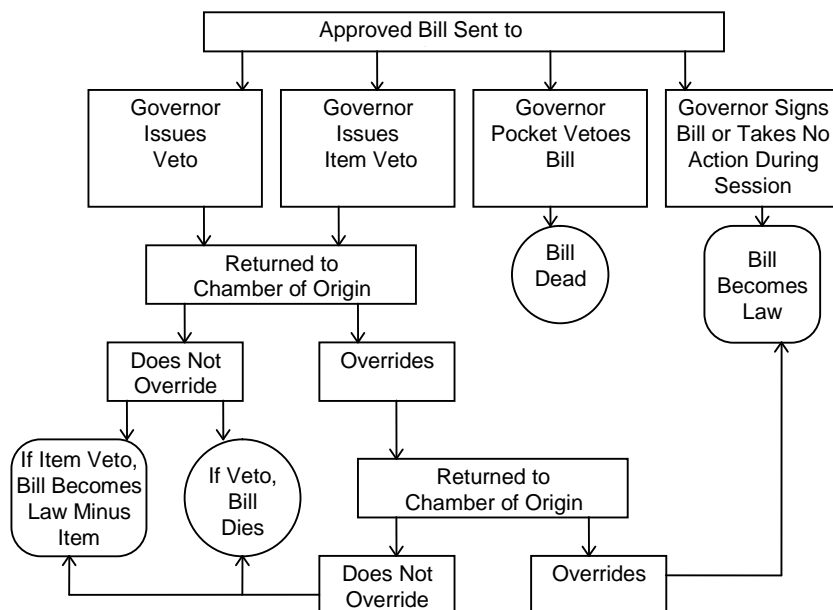 Approved Bill Sent to
Governor
Issues
Veto
Governor
Issues
Item Veto
Governor
Pocket Vetoes
Bill
Governor Signs
Bill or Takes No
Action During
Session
Returned to
Chamber of Origin
Bill
Dead
Bill
Becomes
Law
Does Not
Override
Overrides
If Item Veto,
Bill Becomes
Law Minus
Item
If Veto,
Bill
Dies
Returned to
Chamber of Origin
Does Not
Override
Overrides